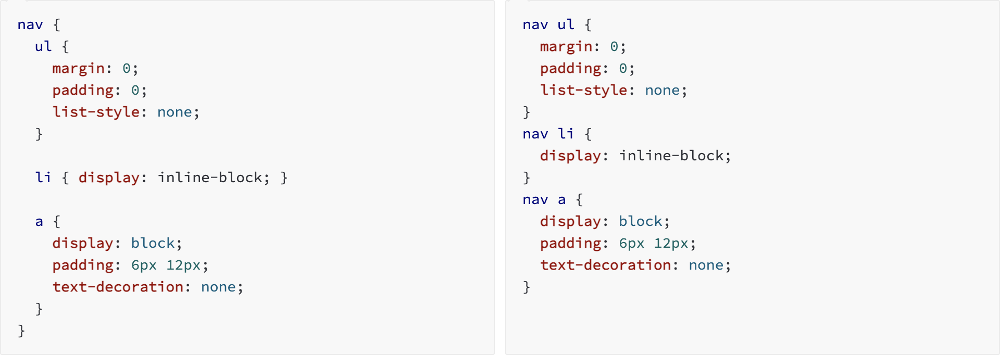 nav {
  ul {
    margin: 0;
    padding: 0;
    list-style: none;
  }

  li { display: inline-block; }

  a {
    display: block;
    padding: 6px 12px;
    text-decoration: none;
  }
}
nav ul {
  margin: 0;
  padding: 0;
  list-style: none;
}
nav li {
  display: inline-block;
}
nav a {
  display: block;
  padding: 6px 12px;
  text-decoration: none;
}